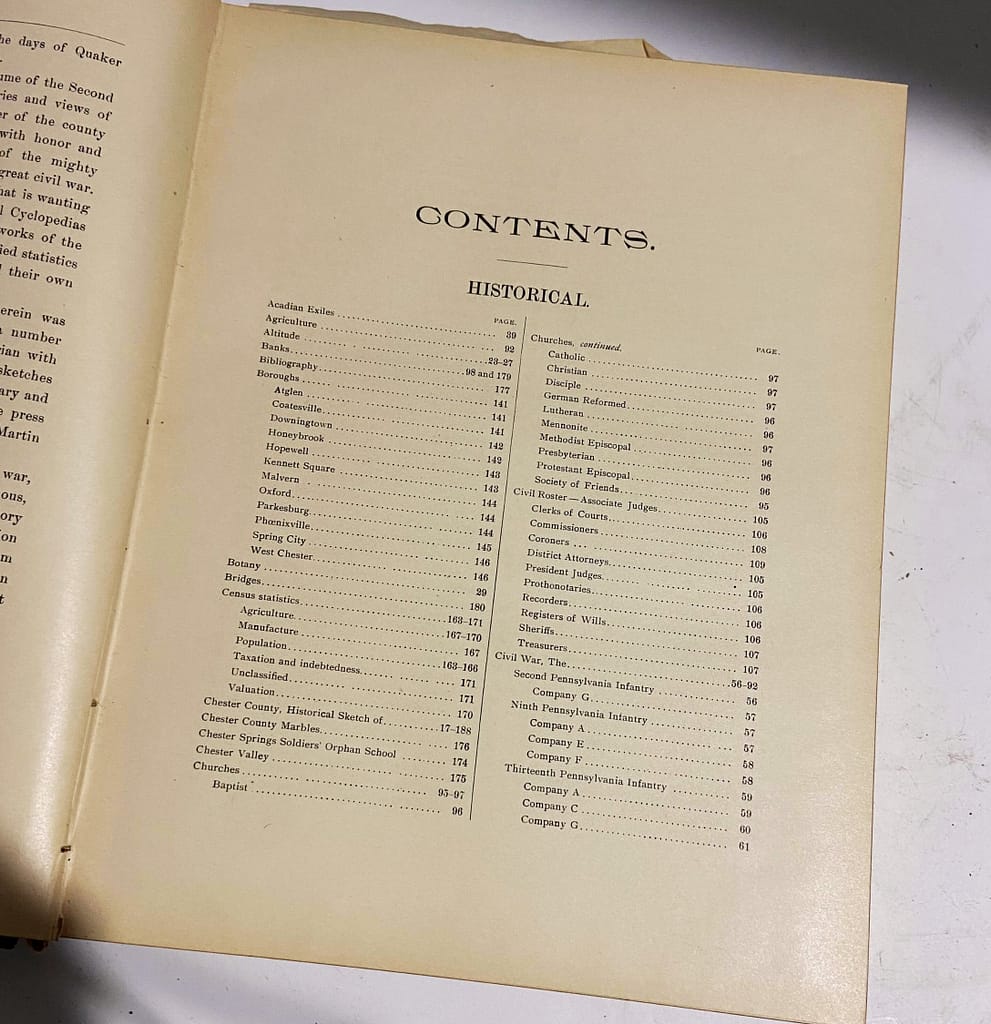 he days of Quaker
ume of the Second
ries and views of
er of the county
with honor and
of the mighty
great civil war.
hat is wanting
l Cyclopedias
works of the
ied statistics
their own
erein was
number
ian with
sketches
ary and
press
Martin
war,
ous,
ory
on
m
n
t
CONTENTS.
HISTORICAL.
PAGE.
Acadian Exiles 39
Agriculture 92
Altitude 23-27
Banks 98 and 179
Bibliography 177
Boroughs 141
Atglen 141
Coatesville 141
Downingtown 142
Honeybrook 142
Hopewell 143
Kennett Square 143
Malvern 144
Oxford 144
Parkesburg 144
Phœnixville 145
Spring City 146
West Chester 146
Botany 29
Bridges 180
Census statistics 163-171
Agriculture 167-170
Manufacture 167
Population 163-166
Taxation and indebtedness 171
Unclassified 171
Valuation 170
Chester County, Historical Sketch of 17-188
Chester County Marbles 176
Chester Springs Soldiers' Orphan School 174
Chester Valley 175
Churches 95-97
Baptist 96
PAGE.
Churches, continued.
Catholic 97
Christian 97
Disciple 97
German Reformed 96
Lutheran 96
Mennonite 97
Methodist Episcopal 96
Presbyterian 96
Protestant Episcopal 96
Society of Friends 95
Civil Roster—Associate Judges 105
Clerks of Courts 106
Commissioners 108
Coroners 109
District Attorneys 105
President Judges 105
Prothonotaries 106
Recorders 106
Registers of Wills 106
Sheriffs 107
Treasurers 107
Civil War, The 56-92
Second Pennsylvania Infantry 56
Company G 57
Ninth Pennsylvania Infantry 57
Company A 57
Company E 58
Company F 58
Thirteenth Pennsylvania Infantry 59
Company A 59
Company C 60
Company G 61